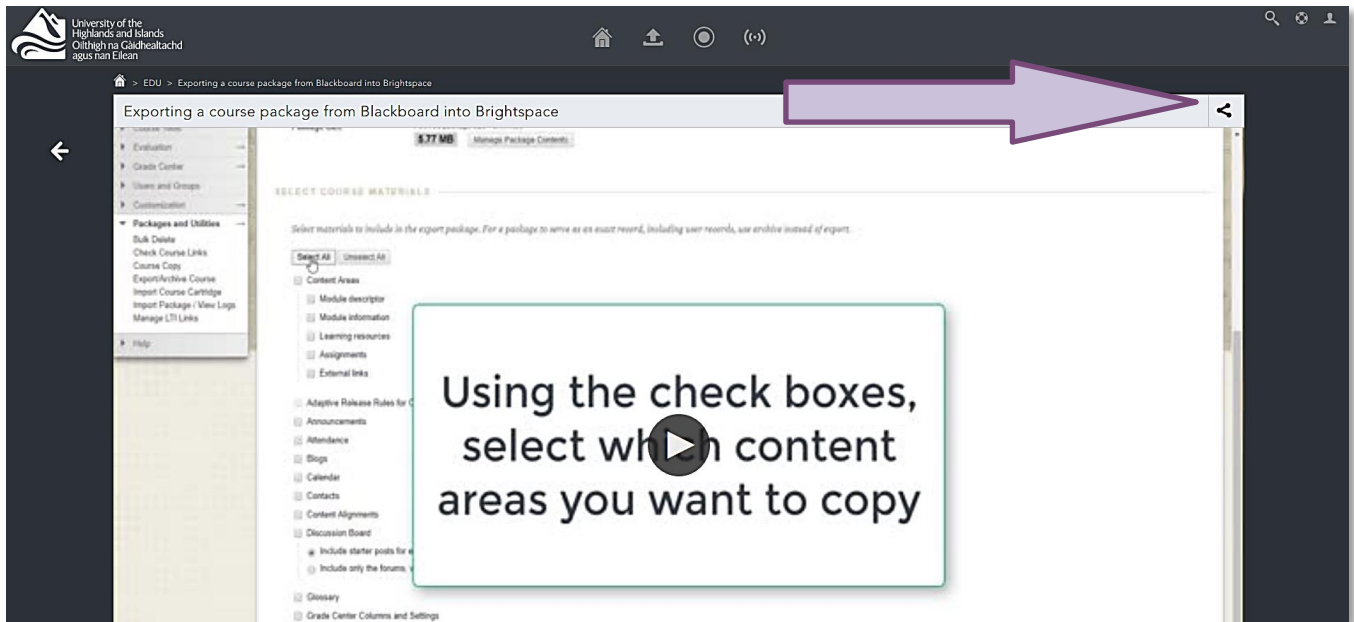 University of the
Highlands and Islands
Oilthigh na Gàidhealtachd
agus nan Eilean
> EDU > Exporting a course package from Blackboard into Brightspace
Exporting a course package from Blackboard into Brightspace
Evaluation
Grade Center
Users and Groups
Customization
Packages and Utilities
Bulk Delete
Check Course Links
Course Copy
Export/Archive Course
Import Course Cartridge
Import Package / View Logs
Manage LTI Links
Help
5.77 MB Manage Package Contents
SELECT COURSE MATERIALS
Select materials to include in the export package. For a package to serve as an exact record, including user records, use archive instead of export.
Select All Unselect All
Content Areas
Module descriptor
Module information
Learning resources
Assignments
External links
Adaptive Release Rules for C
Announcements
Attendance
Blogs
Calendar
Contacts
Content Alignments
Discussion Board
Include starter posts for e
Include only the forums,
Glossary
Grade Center Columns and Settings
Using the check boxes,
select which content
areas you want to copy